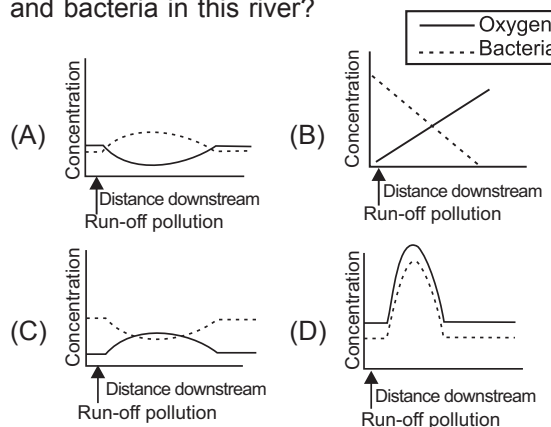 and bacteria in this river?
Oxygen
Bacteria
(A)
Concentration
Distance downstream
Run-off pollution
(B)
Concentration
Distance downstream
Run-off pollution
(C)
Concentration
Distance downstream
Run-off pollution
(D)
Concentration
Distance downstream
Run-off pollution